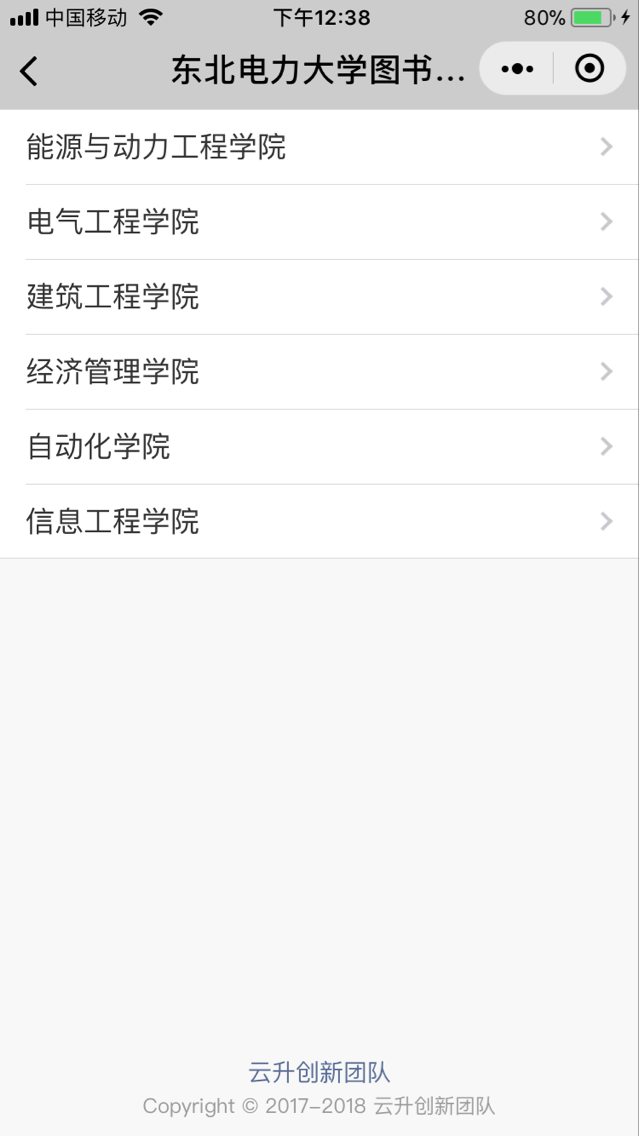 中国移动 下午12:38 80%
东北电力大学图书...
能源与动力工程学院
电气工程学院
建筑工程学院
经济管理学院
自动化学院
信息工程学院
云升创新团队
Copyright © 2017-2018 云升创新团队